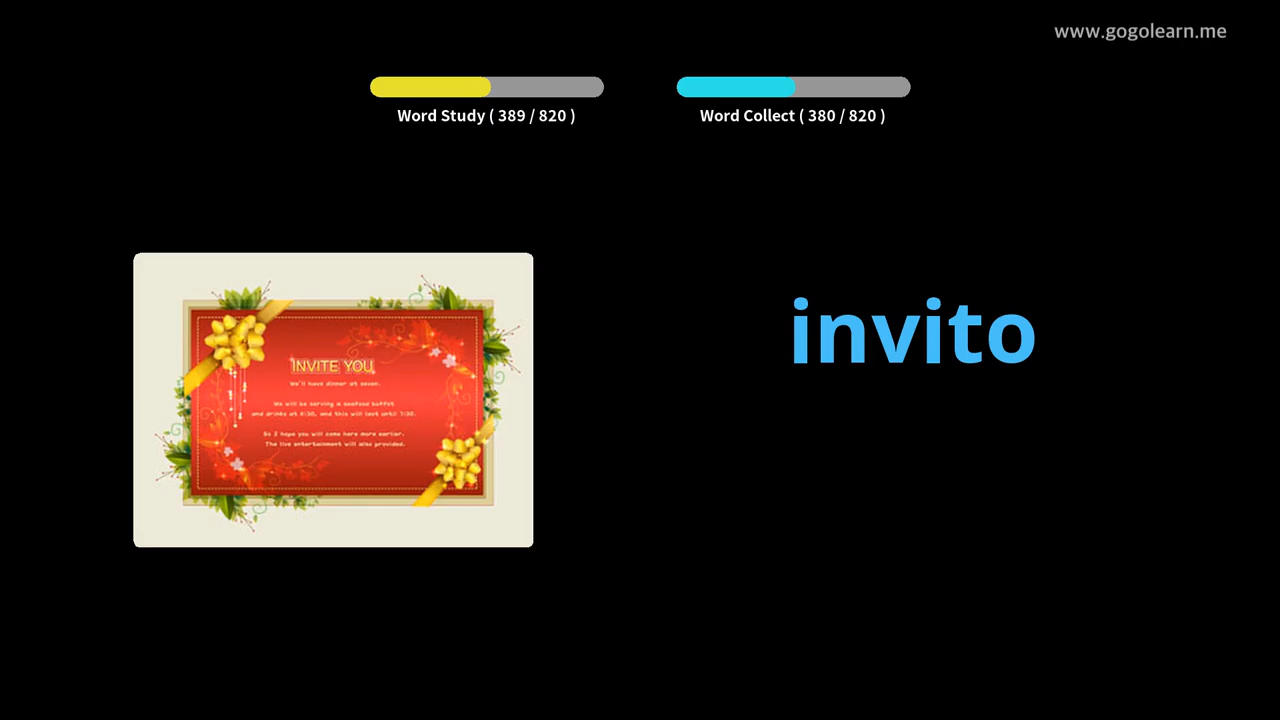 www.gogolearn.me
Word Study ( 389 / 820 )
Word Collect ( 380 / 820 )
invito
INVITE YOU
We'll have dinner at seven.
We will be serving a seafood buffet
and drinks at 6:30, and this will last until 7:30.
So I hope you will come here more earlier.
The live entertainment will also provided.